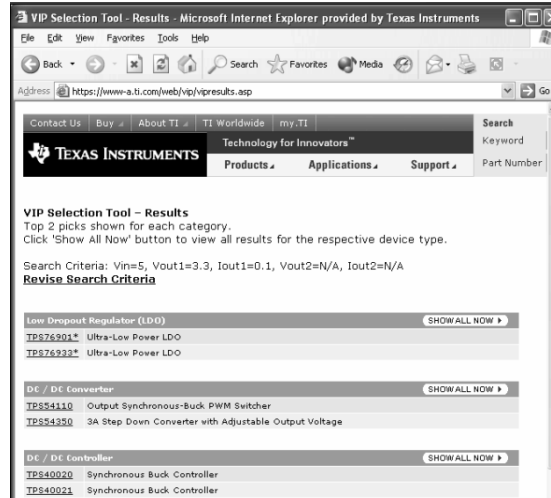 VIP Selection Tool - Results - Microsoft Internet Explorer provided by Texas Instruments
File Edit View Favorites Tools Help
Back Search Favorites Media
Address https://www-a.ti.com/web/vip/vipresults.asp Go
Contact Us Buy About TI TI Worldwide my.TI Search
Technology for Innovators™ Keyword
TEXAS INSTRUMENTS
Products Applications Support Part Number
VIP Selection Tool – Results
Top 2 picks shown for each category.
Click 'Show All Now' button to view all results for the respective device type.
Search Criteria: Vin=5, Vout1=3.3, Iout1=0.1, Vout2=N/A, Iout2=N/A
Revise Search Criteria
Low Dropout Regulator (LDO) SHOW ALL NOW
TPS76901* Ultra-Low Power LDO
TPS76933* Ultra-Low Power LDO
DC / DC Converter SHOW ALL NOW
TPS54110 Output Synchronous-Buck PWM Switcher
TPS54350 3A Step Down Converter with Adjustable Output Voltage
DC / DC Controller SHOW ALL NOW
TPS40020 Synchronous Buck Controller
TPS40021 Synchronous Buck Controller